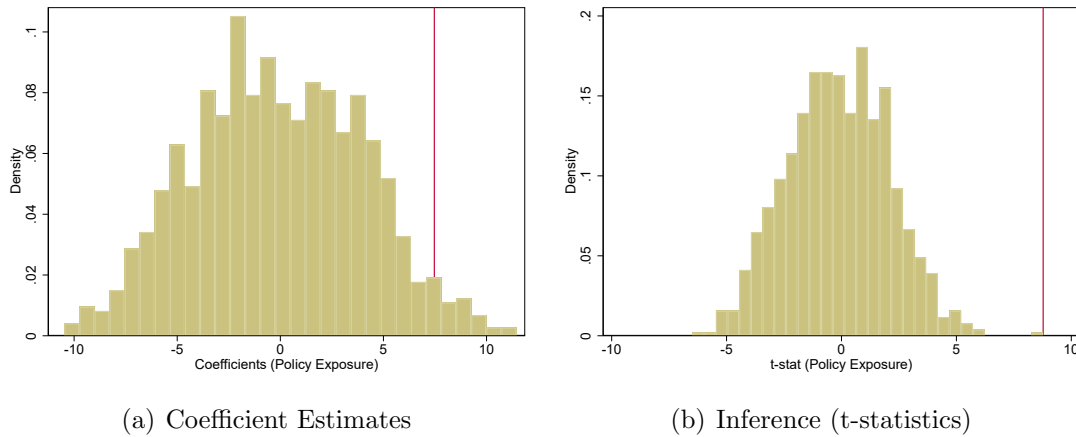 Density
0 .02 .04 .06 .08 .1
-10 -5 0 5 10
Coefficients (Policy Exposure)
(a) Coefficient Estimates
Density
0 .05 .1 .15 .2
-10 -5 0 5 10
t-stat (Policy Exposure)
(b) Inference (t-statistics)